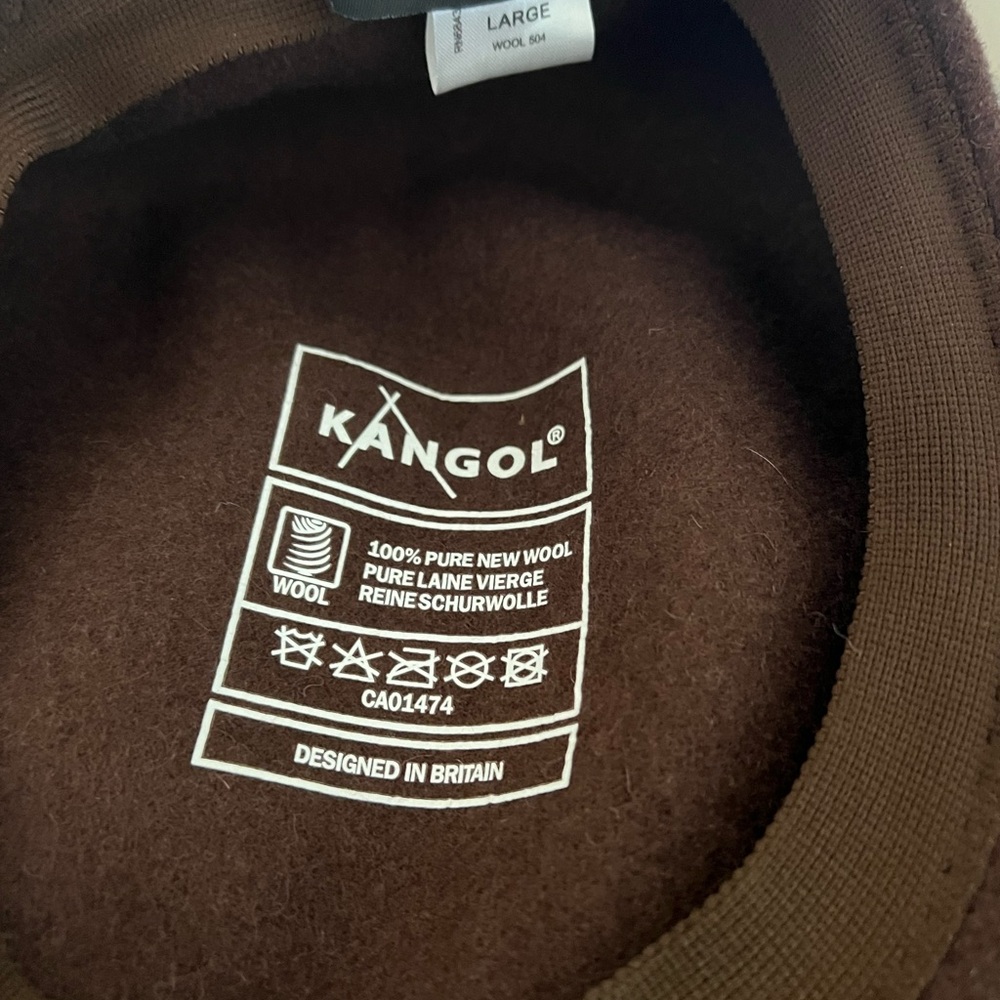 LARGE
WOOL 504
KANGOL®
WOOL
100% PURE NEW WOOL
PURE LAINE VIERGE
REINE SCHURWOLLE
CA01474
DESIGNED IN BRITAIN